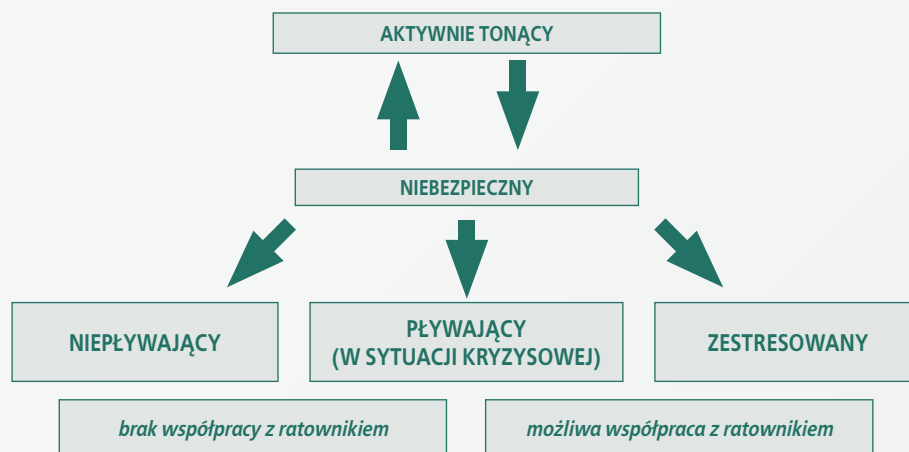 AKTYWNIE TONĄCY
NIEBEZPIECZNY
NIEPŁYWAJĄCY
PŁYWAJĄCY
(W SYTUACJI KRYZYSOWEJ)
ZESTRESOWANY
brak współpracy z ratownikiem
możliwa współpraca z ratownikiem